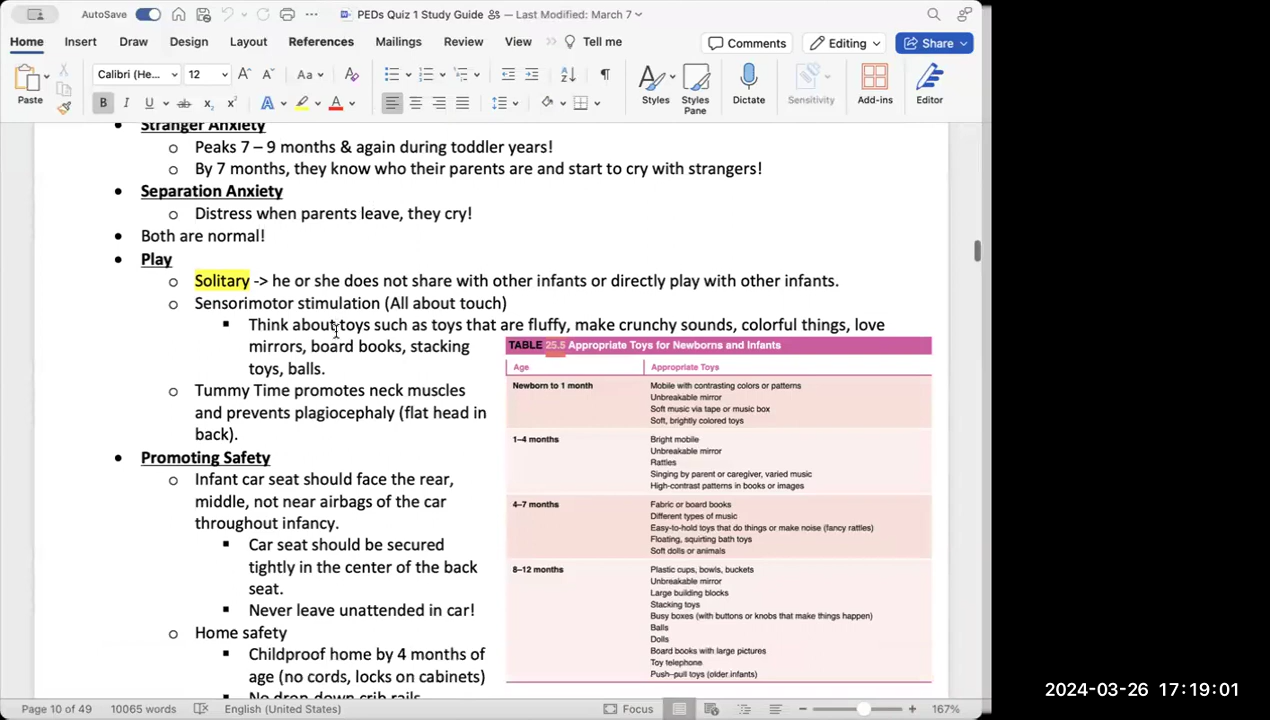 AutoSave
PEDs Quiz 1 Study Guide — Last Modified: March 7
Home Insert Draw Design Layout References Mailings Review View Tell me Comments Editing Share
Paste
Calibri (He... 12 A A Aa A
B I U ab x₂ x² A A
Styles
Styles Pane
Dictate
Sensitivity
Add-ins
Editor
Stranger Anxiety
Peaks 7 – 9 months & again during toddler years!
By 7 months, they know who their parents are and start to cry with strangers!
Separation Anxiety
Distress when parents leave, they cry!
Both are normal!
Play
Solitary -> he or she does not share with other infants or directly play with other infants.
Sensorimotor stimulation (All about touch)
Think about toys such as toys that are fluffy, make crunchy sounds, colorful things, love
mirrors, board books, stacking
toys, balls.
Tummy Time promotes neck muscles
and prevents plagiocephaly (flat head in
back).
Promoting Safety
Infant car seat should face the rear,
middle, not near airbags of the car
throughout infancy.
Car seat should be secured
tightly in the center of the back
seat.
Never leave unattended in car!
Home safety
Childproof home by 4 months of
age (no cords, locks on cabinets)
No drop-down crib rails
TABLE 25.5 Appropriate Toys for Newborns and Infants
Age Appropriate Toys
Newborn to 1 month Mobile with contrasting colors or patterns
Unbreakable mirror
Soft music via tape or music box
Soft, brightly colored toys
1–4 months Bright mobile
Unbreakable mirror
Rattles
Singing by parent or caregiver, varied music
High-contrast patterns in books or images
4–7 months Fabric or board books
Different types of music
Easy-to-hold toys that do things or make noise (fancy rattles)
Floating, squirting bath toys
Soft dolls or animals
8–12 months Plastic cups, bowls, buckets
Unbreakable mirror
Large building blocks
Stacking toys
Busy boxes (with buttons or knobs that make things happen)
Balls
Dolls
Board books with large pictures
Toy telephone
Push–pull toys (older infants)
Page 10 of 49 10065 words English (United States) Focus 167%
2024-03-26 17:19:01